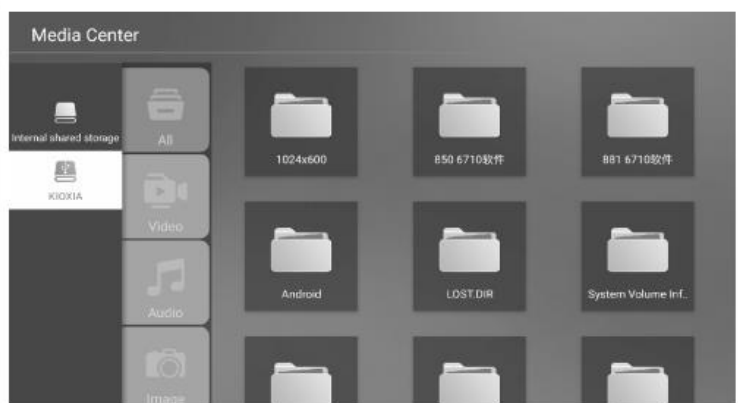 Media Center
Internal shared storage
KIOXIA
All
Video
Audio
Image
1024x600
850 6710软件
881 6710软件
Android
LOST.DIR
System Volume Inf..